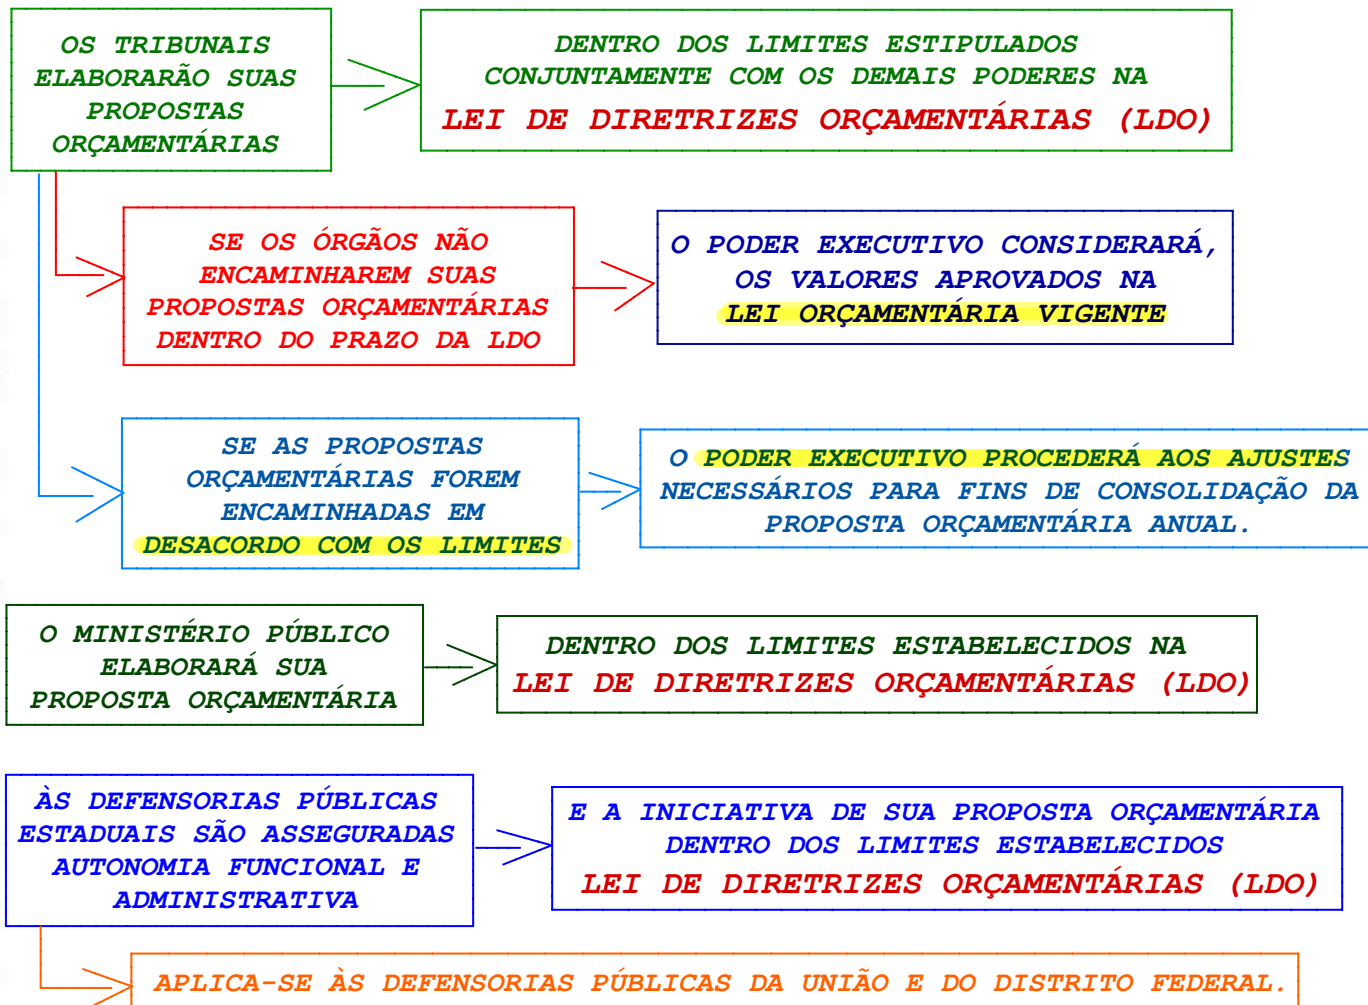 OS TRIBUNAIS
ELABORARÃO SUAS
PROPOSTAS
ORÇAMENTÁRIAS
DENTRO DOS LIMITES ESTIPULADOS
CONJUNTAMENTE COM OS DEMAIS PODERES NA
LEI DE DIRETRIZES ORÇAMENTÁRIAS (LDO)
SE OS ÓRGÃOS NÃO
ENCAMINHAREM SUAS
PROPOSTAS ORÇAMENTÁRIAS
DENTRO DO PRAZO DA LDO
O PODER EXECUTIVO CONSIDERARÁ,
OS VALORES APROVADOS NA
LEI ORÇAMENTÁRIA VIGENTE
SE AS PROPOSTAS
ORÇAMENTÁRIAS FOREM
ENCAMINHADAS EM
DESACORDO COM OS LIMITES
O PODER EXECUTIVO PROCEDERÁ AOS AJUSTES
NECESSÁRIOS PARA FINS DE CONSOLIDAÇÃO DA
PROPOSTA ORÇAMENTÁRIA ANUAL.
O MINISTÉRIO PÚBLICO
ELABORARÁ SUA
PROPOSTA ORÇAMENTÁRIA
DENTRO DOS LIMITES ESTABELECIDOS NA
LEI DE DIRETRIZES ORÇAMENTÁRIAS (LDO)
ÀS DEFENSORIAS PÚBLICAS
ESTADUAIS SÃO ASSEGURADAS
AUTONOMIA FUNCIONAL E
ADMINISTRATIVA
E A INICIATIVA DE SUA PROPOSTA ORÇAMENTÁRIA
DENTRO DOS LIMITES ESTABELECIDOS
LEI DE DIRETRIZES ORÇAMENTÁRIAS (LDO)
APLICA-SE ÀS DEFENSORIAS PÚBLICAS DA UNIÃO E DO DISTRITO FEDERAL.